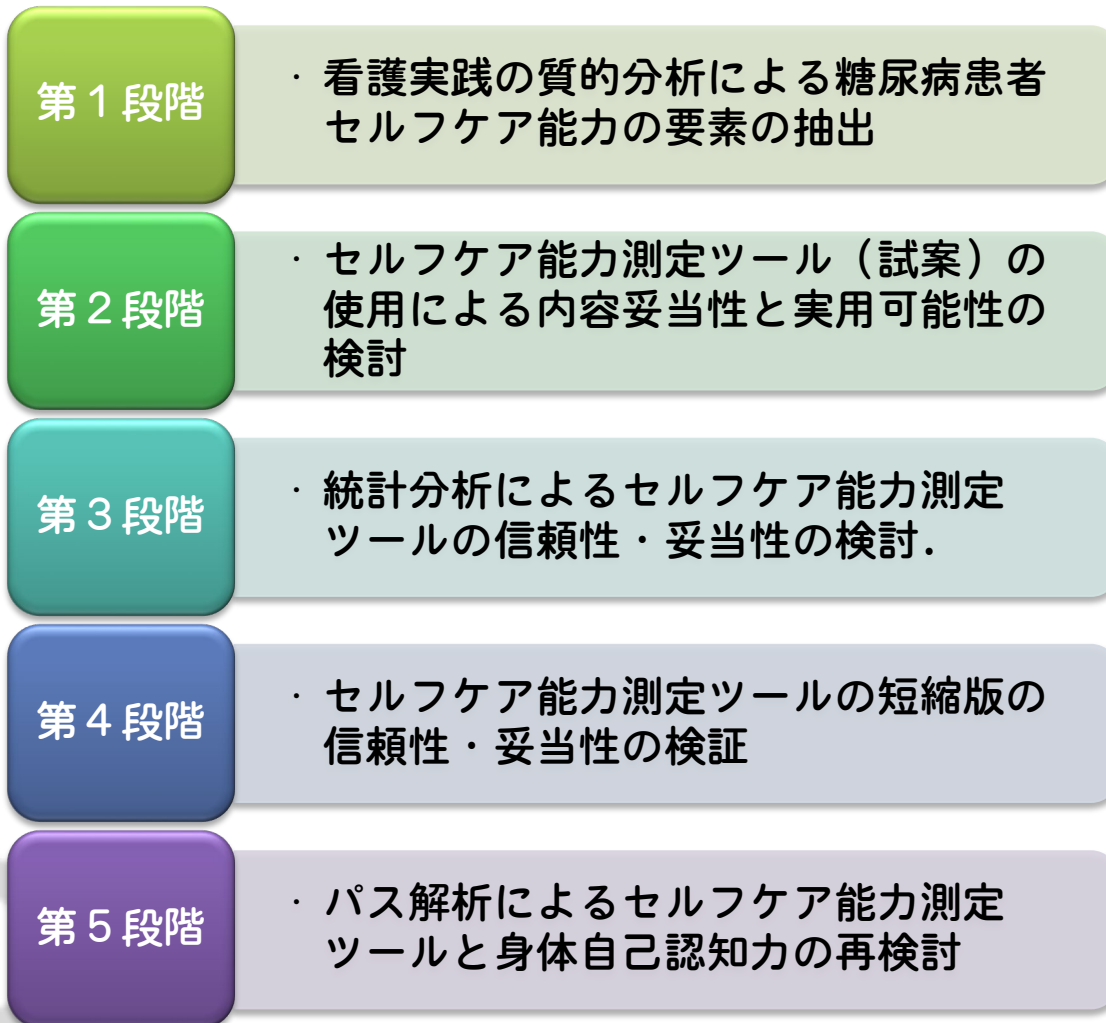 第１段階
・看護実践の質的分析による糖尿病患者
セルフケア能力の要素の抽出
第２段階
・セルフケア能力測定ツール（試案）の
使用による内容妥当性と実用可能性の
検討
第３段階
・統計分析によるセルフケア能力測定
ツールの信頼性・妥当性の検討．
第４段階
・セルフケア能力測定ツールの短縮版の
信頼性・妥当性の検証
第５段階
・パス解析によるセルフケア能力測定
ツールと身体自己認知力の再検討